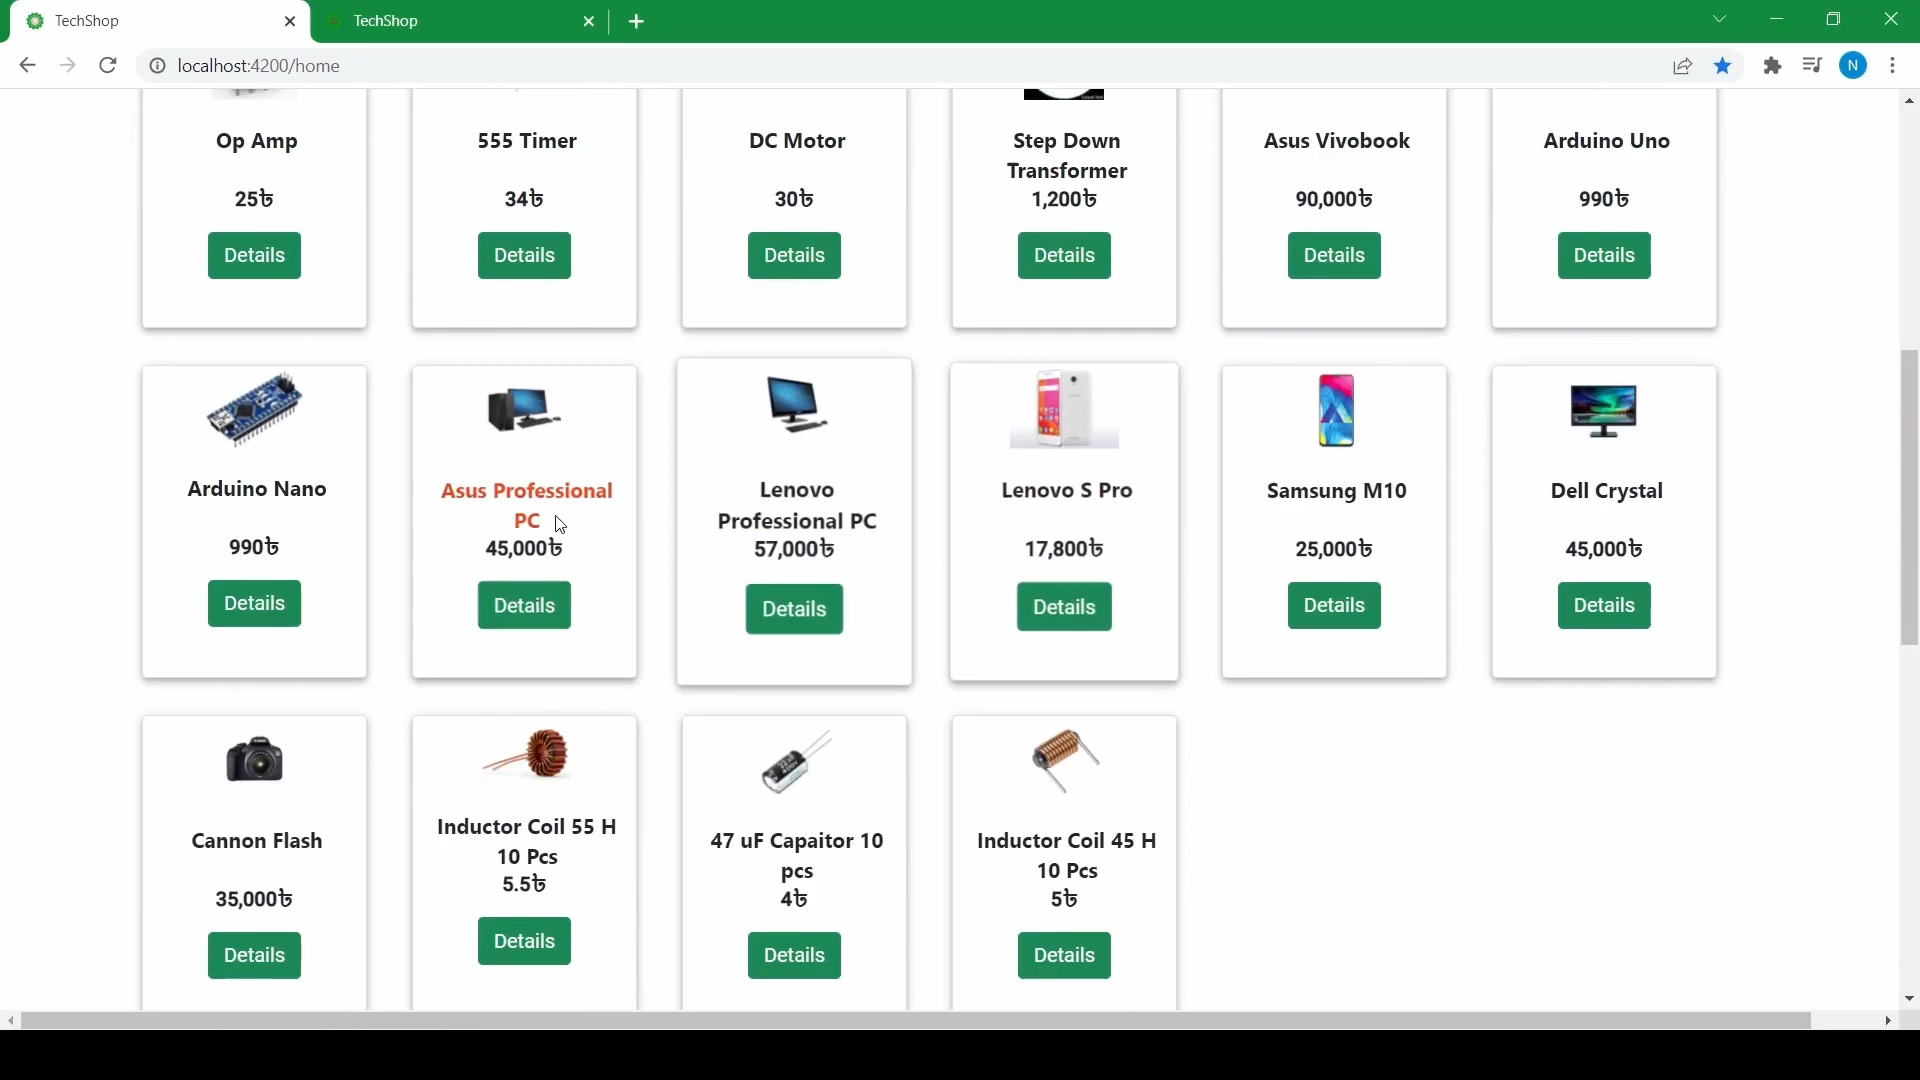 TechShop
TechShop
localhost:4200/home
N
Op Amp
25৳
Details
555 Timer
34৳
Details
DC Motor
30৳
Details
Step Down
Transformer
1,200৳
Details
Asus Vivobook
90,000৳
Details
Arduino Uno
990৳
Details
Arduino Nano
990৳
Details
Asus Professional
PC
45,000৳
Details
Lenovo
Professional PC
57,000৳
Details
Lenovo S Pro
17,800৳
Details
Samsung M10
25,000৳
Details
Dell Crystal
45,000৳
Details
Cannon Flash
35,000৳
Details
Inductor Coil 55 H
10 Pcs
5.5৳
Details
47 uF Capaitor 10
pcs
4৳
Details
Inductor Coil 45 H
10 Pcs
5৳
Details